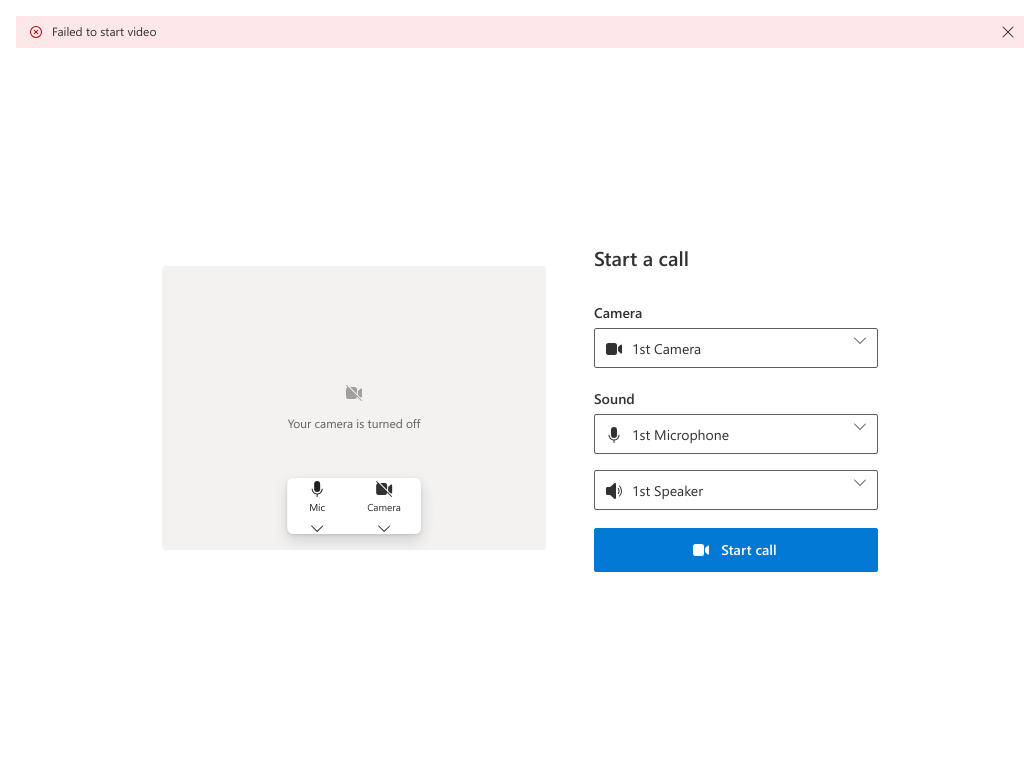 Failed to start video
Start a call
Camera
1st Camera
Sound
1st Microphone
1st Speaker
Start call
Your camera is turned off
Mic
Camera